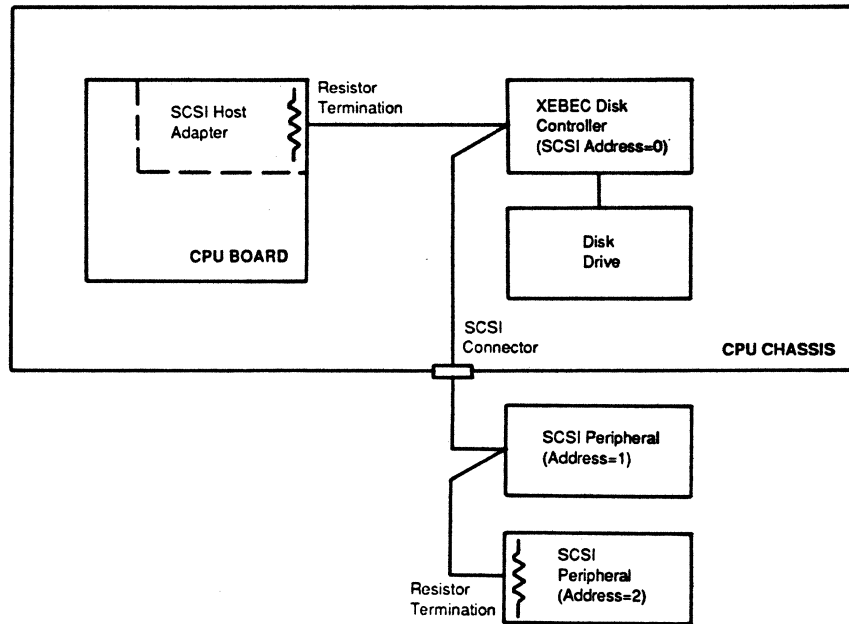 Resistor
Termination
SCSI Host
Adapter
CPU BOARD
XEBEC Disk
Controller
(SCSI Address=0)
Disk
Drive
SCSI
Connector
CPU CHASSIS
SCSI Peripheral
(Address=1)
SCSI
Peripheral
(Address=2)
Resistor
Termination